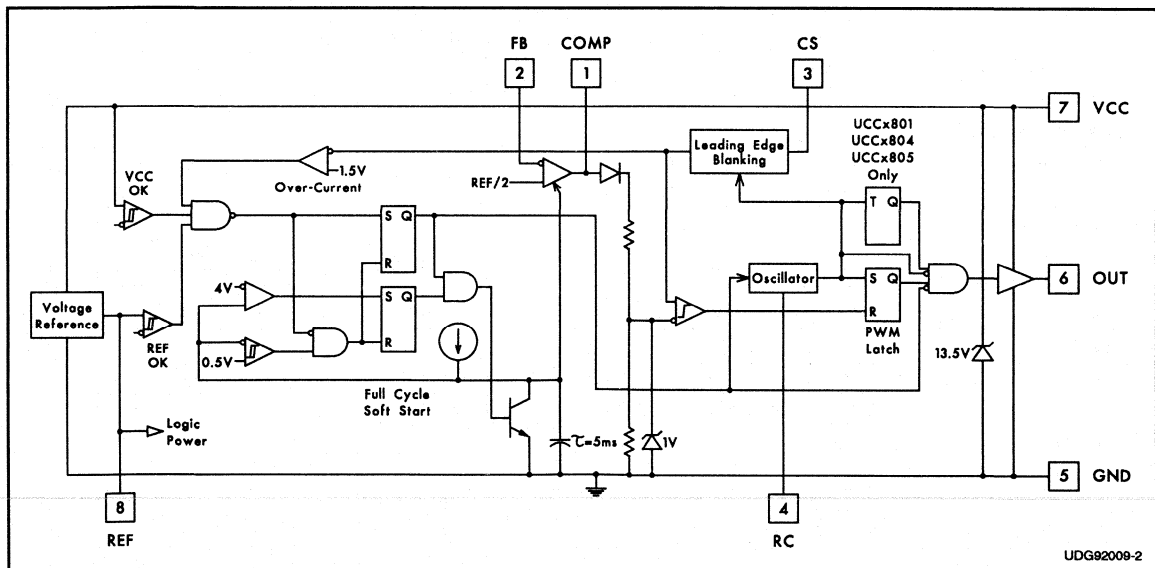 FB COMP CS
2 1 3
7 VCC
UCCx801
UCCx804
UCCx805
Only
Leading Edge
Blanking
1.5V
Over-Current
VCC
OK
REF/2
T Q
S Q
R
4V
Oscillator
S Q
R
6 OUT
Voltage
Reference
S Q
R
PWM
Latch
REF
OK
0.5V
13.5V
Full Cycle
Soft Start
Logic
Power
τ=5ms
1V
5 GND
8
REF
4
RC
UDG92009-2